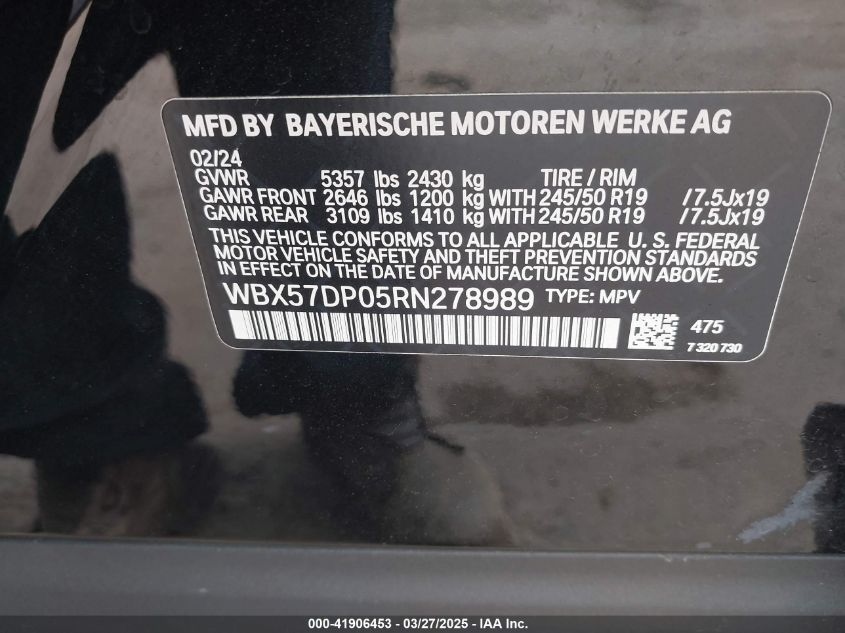 MFD BY BAYERISCHE MOTOREN WERKE AG
02/24
GVWR 5357 lbs 2430 kg TIRE / RIM
GAWR FRONT 2646 lbs 1200 kg WITH 245/50 R19 /7.5Jx19
GAWR REAR 3109 lbs 1410 kg WITH 245/50 R19 /7.5Jx19
THIS VEHICLE CONFORMS TO ALL APPLICABLE U. S. FEDERAL
MOTOR VEHICLE SAFETY AND THEFT PREVENTION STANDARDS
IN EFFECT ON THE DATE OF MANUFACTURE SHOWN ABOVE.
WBX57DP05RN278989 TYPE: MPV
475
7 320 730
000-41906453 — 03/27/2025 — IAA Inc.